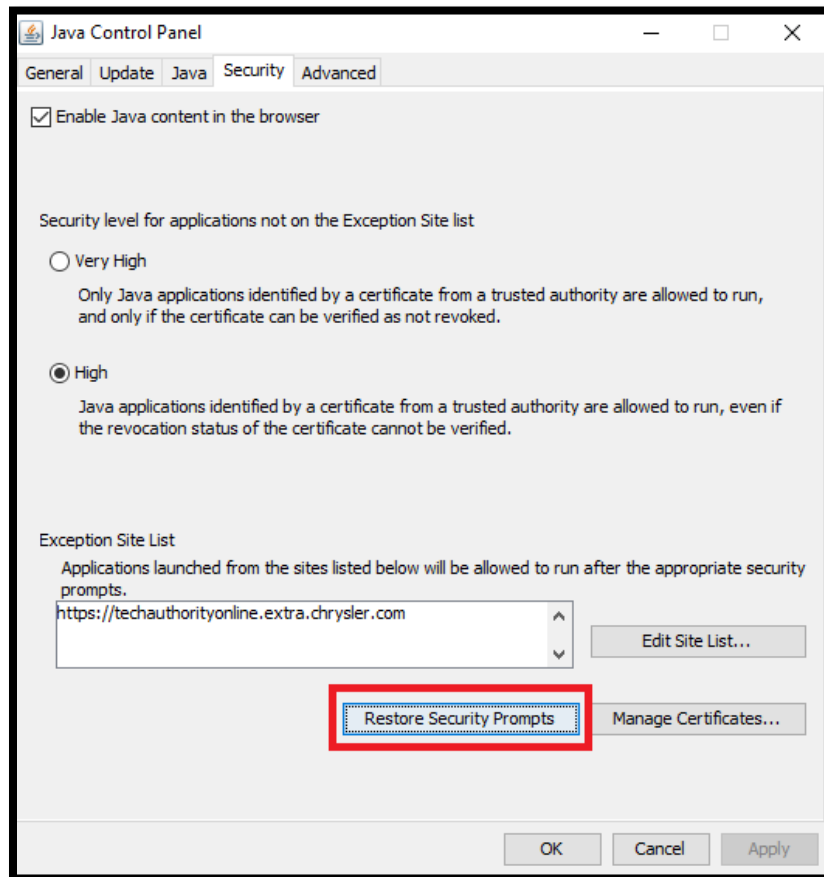 Java Control Panel
General Update Java Security Advanced
Enable Java content in the browser
Security level for applications not on the Exception Site list
Very High
Only Java applications identified by a certificate from a trusted authority are allowed to run,
and only if the certificate can be verified as not revoked.
High
Java applications identified by a certificate from a trusted authority are allowed to run, even if
the revocation status of the certificate cannot be verified.
Exception Site List
Applications launched from the sites listed below will be allowed to run after the appropriate security
prompts.
https://techauthorityonline.extra.chrysler.com
Edit Site List...
Restore Security Prompts Manage Certificates...
OK Cancel Apply